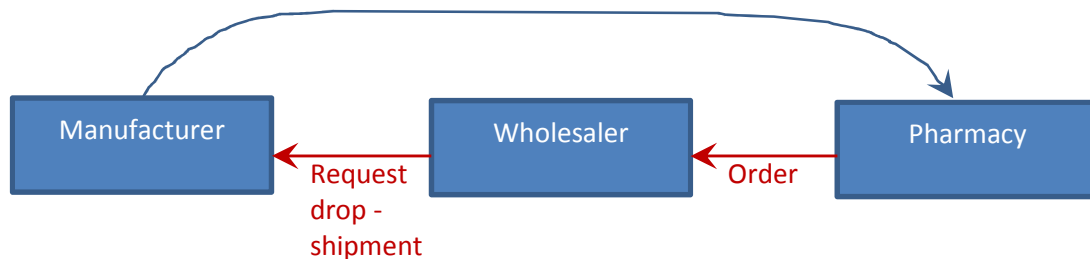 Manufacturer
Wholesaler
Pharmacy
Request
drop -
shipment
Order